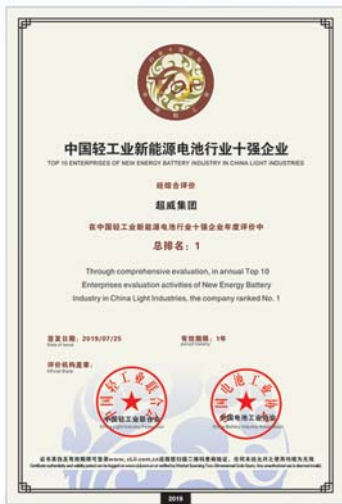 中国轻工业新能源电池行业十强企业
TOP 10 ENTERPRISES OF NEW ENERGY BATTERY INDUSTRY IN CHINA LIGHT INDUSTRIES
经综合评价
超威集团
在中国轻工业新能源电池行业十强企业年度评价中
总排名：1
Through comprehensive evaluation, in annual Top 10
Enterprises evaluation activities of New Energy Battery
Industry in China Light Industries, the company ranked No. 1
签发日期：2019/07/25
有效期限：1年
评价机构盖章：
中国轻工业联合会
中国电池工业协会
2019